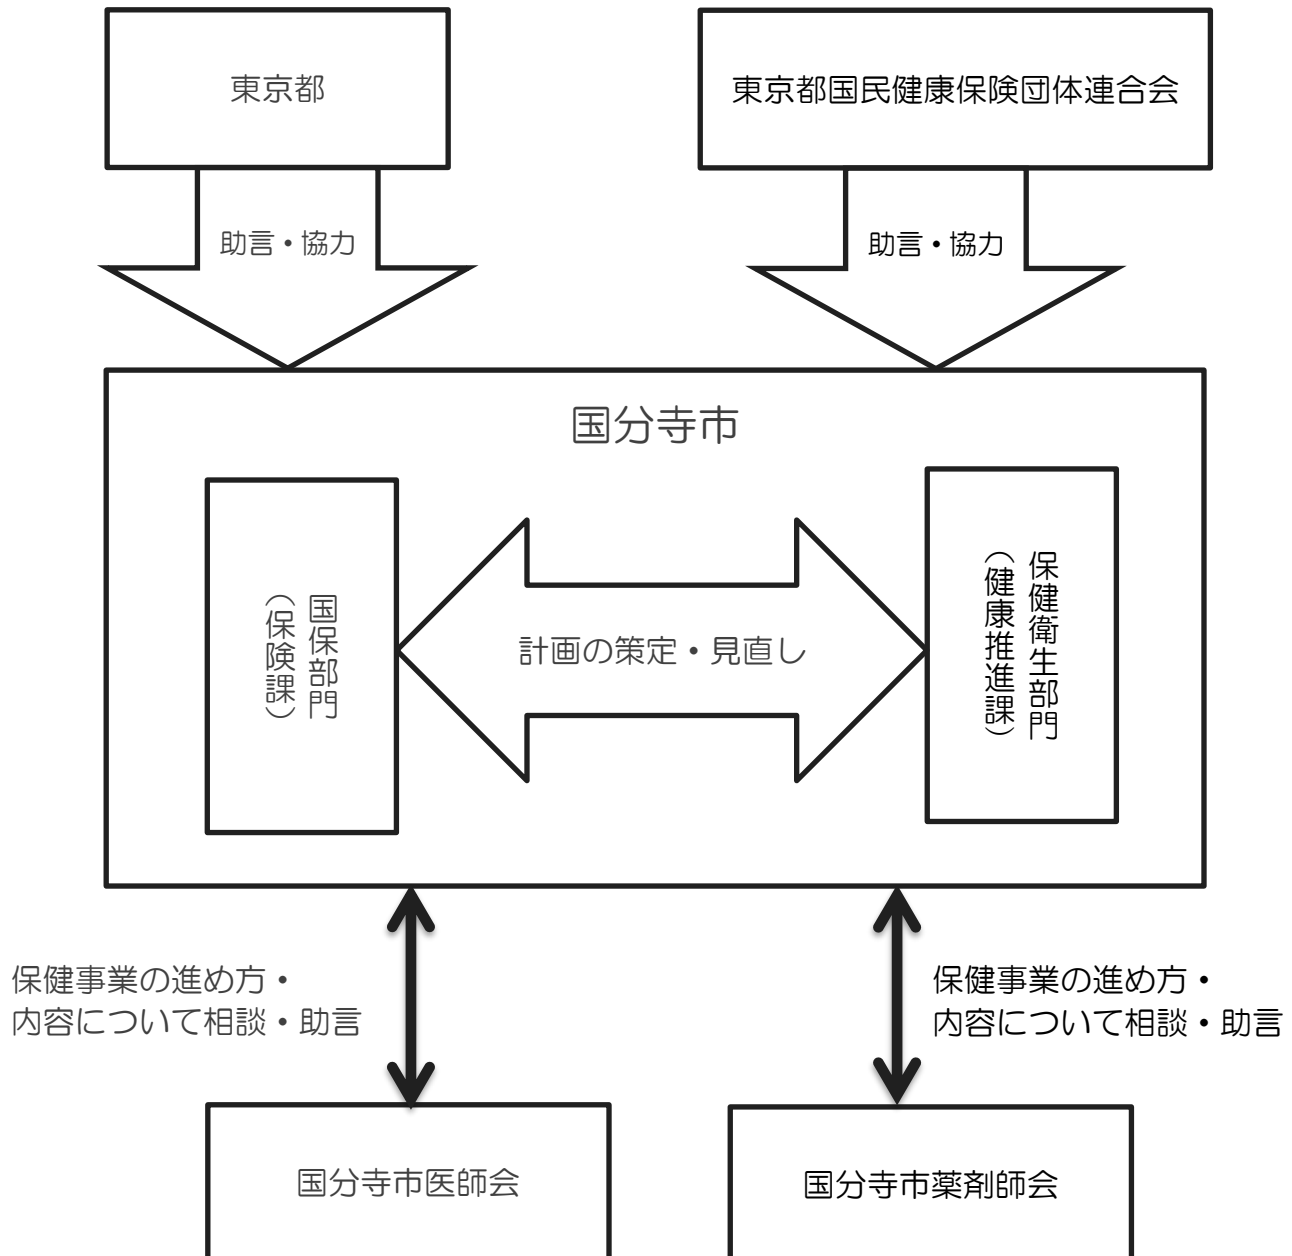 東京都
東京都国民健康保険団体連合会
助言・協力
助言・協力
国分寺市
国保部門
（保険課）
計画の策定・見直し
保健衛生部門
（健康推進課）
保健事業の進め方・
内容について相談・助言
保健事業の進め方・
内容について相談・助言
国分寺市医師会
国分寺市薬剤師会